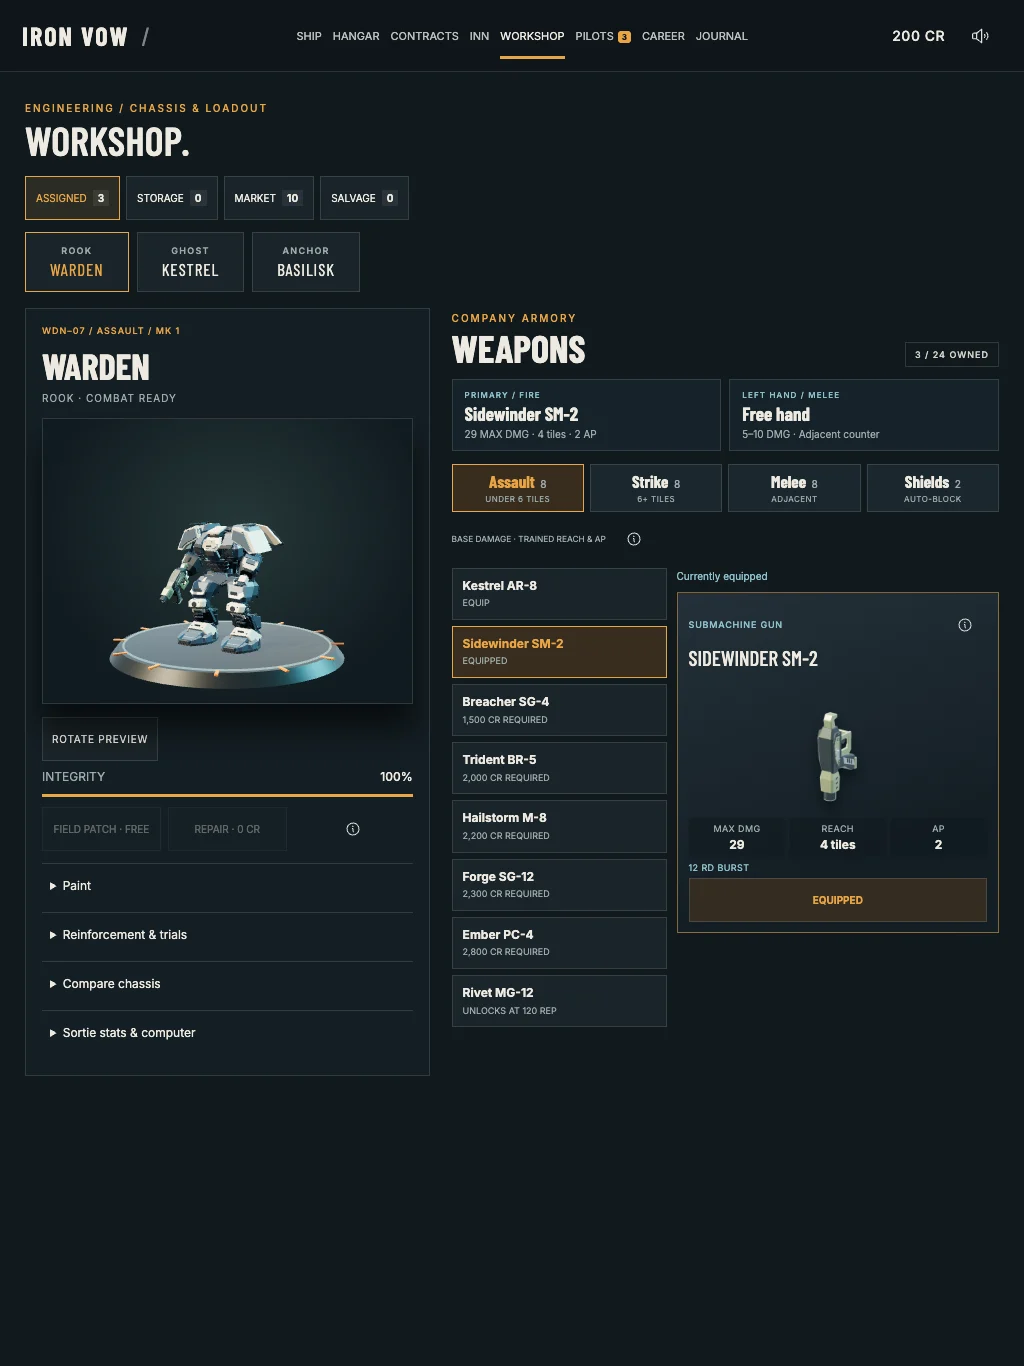 IRON VOW /
SHIP HANGAR CONTRACTS INN WORKSHOP PILOTS 3 CAREER JOURNAL
200 CR
ENGINEERING / CHASSIS & LOADOUT
WORKSHOP.
ASSIGNED 3 STORAGE 0 MARKET 10 SALVAGE 0
ROOK
WARDEN
GHOST
KESTREL
ANCHOR
BASILISK
WDN-07 / ASSAULT / MK 1
WARDEN
ROOK · COMBAT READY
ROTATE PREVIEW
INTEGRITY 100%
FIELD PATCH · FREE REPAIR · 0 CR
Paint
Reinforcement & trials
Compare chassis
Sortie stats & computer
COMPANY ARMORY
WEAPONS
3 / 24 OWNED
PRIMARY / FIRE
Sidewinder SM-2
29 MAX DMG · 4 tiles · 2 AP
LEFT HAND / MELEE
Free hand
5–10 DMG · Adjacent counter
Assault 8
UNDER 6 TILES
Strike 8
6+ TILES
Melee 8
ADJACENT
Shields 2
AUTO-BLOCK
BASE DAMAGE · TRAINED REACH & AP
Kestrel AR-8
EQUIP
Sidewinder SM-2
EQUIPPED
Breacher SG-4
1,500 CR REQUIRED
Trident BR-5
2,000 CR REQUIRED
Hailstorm M-8
2,200 CR REQUIRED
Forge SG-12
2,300 CR REQUIRED
Ember PC-4
2,800 CR REQUIRED
Rivet MG-12
UNLOCKS AT 120 REP
Currently equipped
SUBMACHINE GUN
SIDEWINDER SM-2
MAX DMG
29
REACH
4 tiles
AP
2
12 RD BURST
EQUIPPED